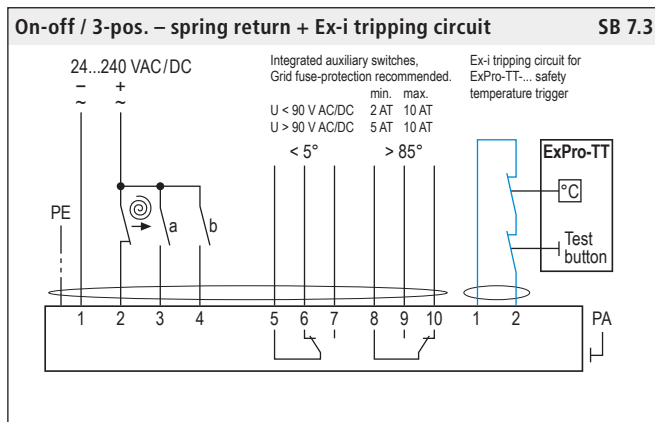 On-off / 3-pos. – spring return + Ex-i tripping circuit SB 7.3
24...240 VAC/DC
– +
~ ~
Integrated auxiliary switches,
Grid fuse-protection recommended.
min. max.
U < 90 V AC/DC 2 AT 10 AT
U > 90 V AC/DC 5 AT 10 AT
< 5° > 85°
Ex-i tripping circuit for
ExPro-TT-... safety
temperature trigger
ExPro-TT
°C
Test
button
PE
a b
1 2 3 4 5 6 7 8 9 10 1 2 PA